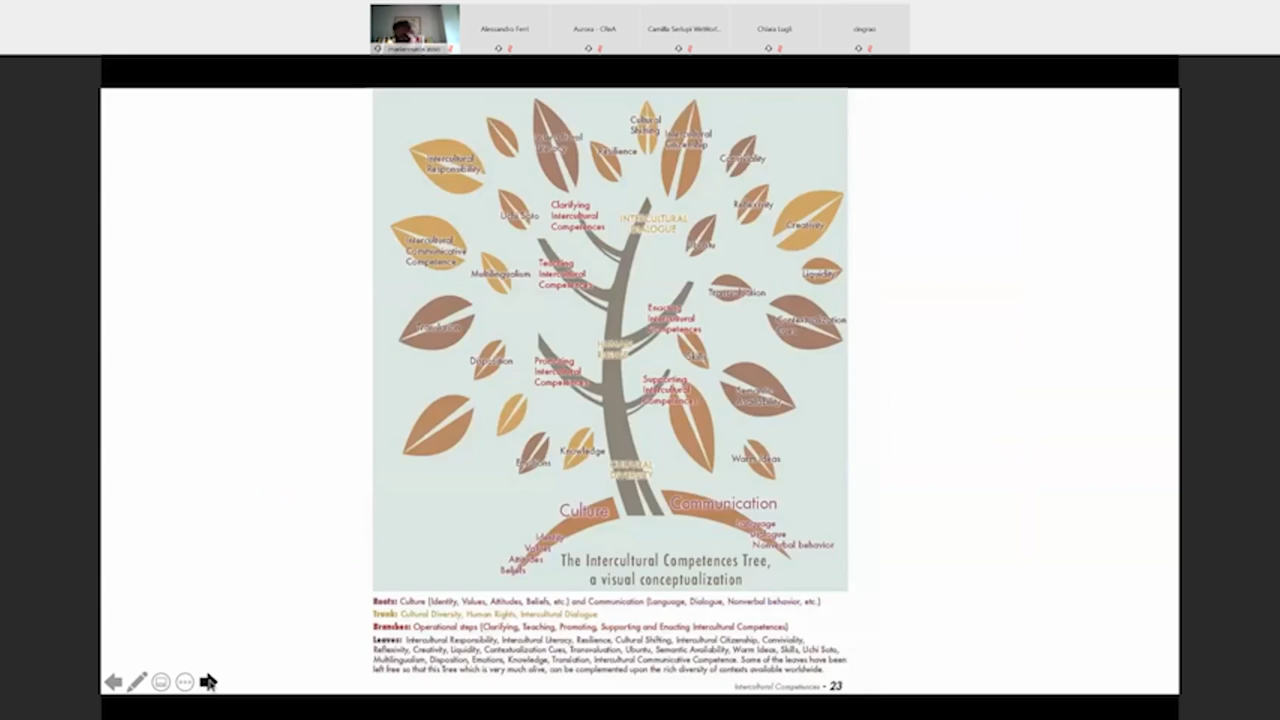 Alessandro Ferri
Aurora - CReA
Camilla Serlupi WeWorl...
Chiara Lugli
cingrao
Cultural
Shifting
Intercultural
Citizenship
Resilience
Conviviality
Intercultural
Responsibility
Uchi Soto
Clarifying
Intercultural
Competences
INTERCULTURAL
DIALOGUE
Reflexivity
Creativity
Ubuntu
Intercultural
Communicative
Competence
Multilingualism
Teaching
Intercultural
Competences
Liquidity
Transvaluation
Translation
Enacting
Intercultural
Competences
Contextualization
Cues
HUMAN
RIGHTS
Skills
Disposition
Promoting
Intercultural
Competences
Supporting
Intercultural
Competences
Semantic
Availability
Emotions
Knowledge
CULTURAL
DIVERSITY
Warm Ideas
Culture
Communication
Identity
Values
Attitudes
Beliefs
Language
Dialogue
Nonverbal behavior
The Intercultural Competences Tree,
a visual conceptualization
Roots: Culture (Identity, Values, Attitudes, Beliefs, etc.) and Communication (Language, Dialogue, Nonverbal behavior, etc.)
Trunk: Cultural Diversity, Human Rights, Intercultural Dialogue
Branches: Operational steps (Clarifying, Teaching, Promoting, Supporting and Enacting Intercultural Competences)
Leaves: Intercultural Responsibility, Intercultural Literacy, Resilience, Cultural Shifting, Intercultural Citizenship, Conviviality,
Reflexivity, Creativity, Liquidity, Contextualization Cues, Transvaluation, Ubuntu, Semantic Availability, Warm Ideas, Skills, Uchi Soto,
Multilingualism, Disposition, Emotions, Knowledge, Translation, Intercultural Communicative Competence. Some of the leaves have been
left free so that this Tree which is very much alive, can be complemented upon the rich diversity of contexts available worldwide.
Intercultural Competences • 23